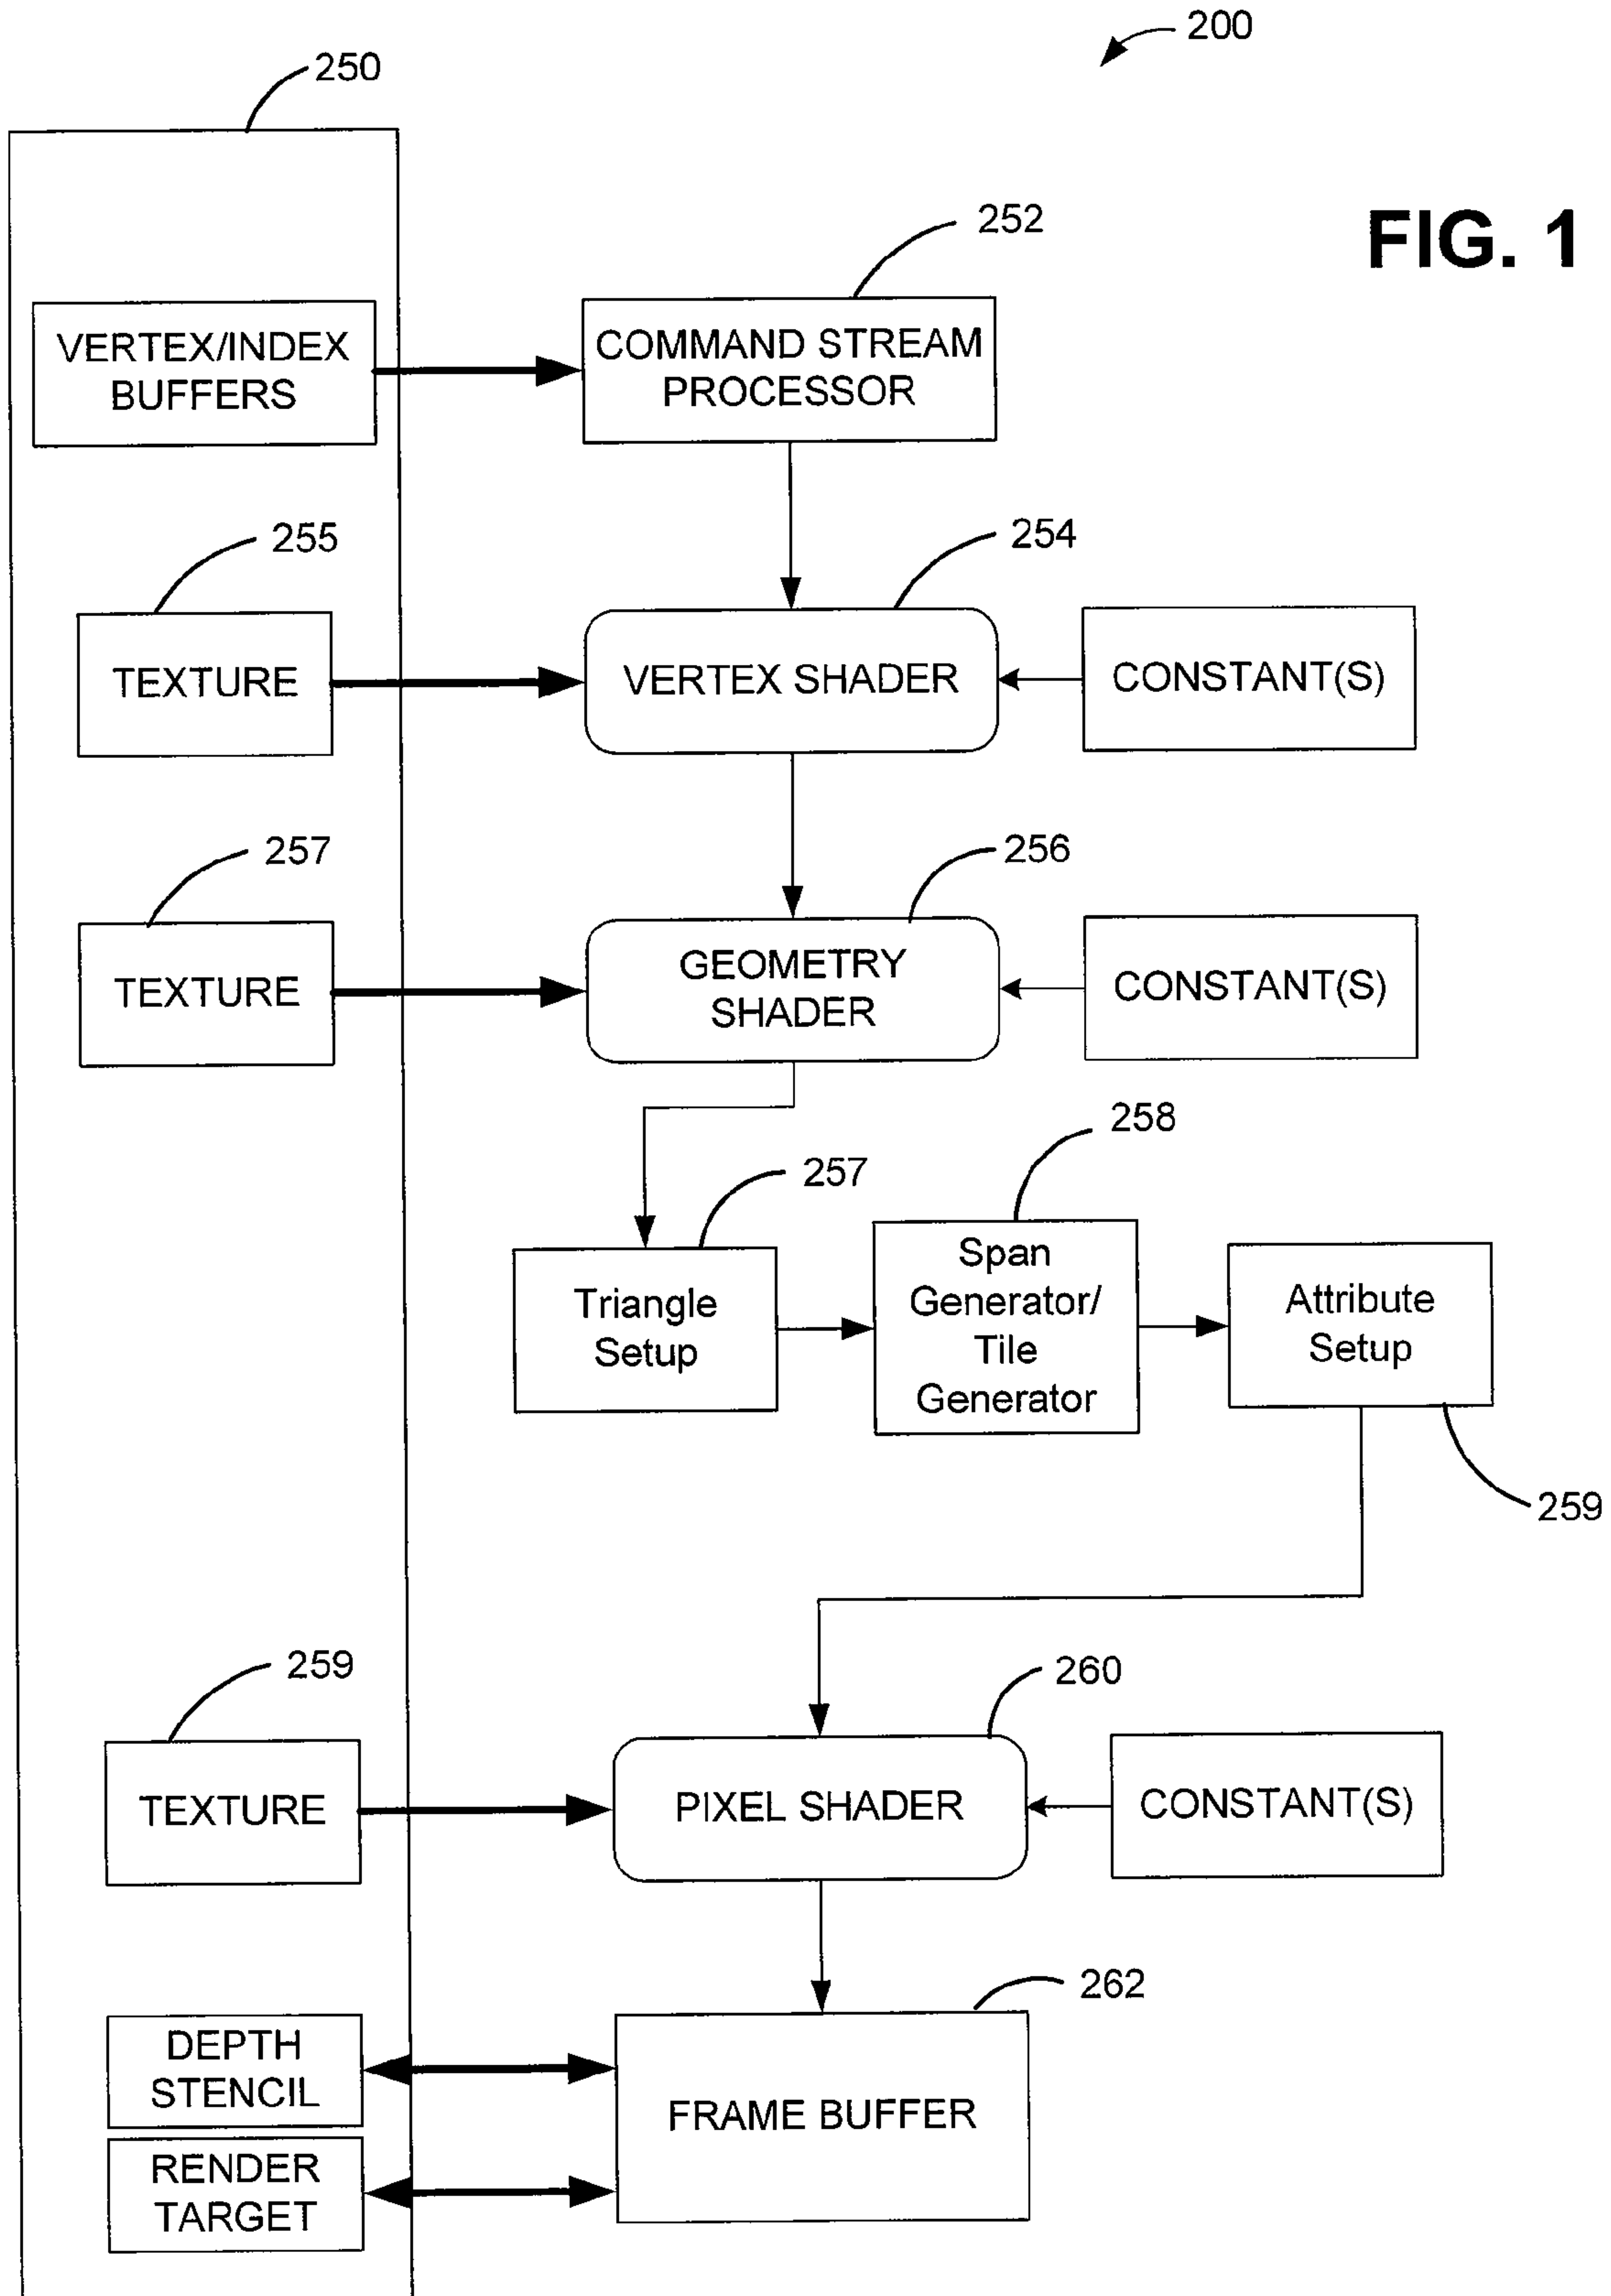 200
250
FIG. 1
252
VERTEX/INDEX
BUFFERS
COMMAND STREAM
PROCESSOR
255
254
TEXTURE
VERTEX SHADER
CONSTANT(S)
257
256
TEXTURE
GEOMETRY
SHADER
CONSTANT(S)
258
257
Triangle
Setup
Span
Generator/
Tile
Generator
Attribute
Setup
259
259
260
TEXTURE
PIXEL SHADER
CONSTANT(S)
262
DEPTH
STENCIL
FRAME BUFFER
RENDER
TARGET